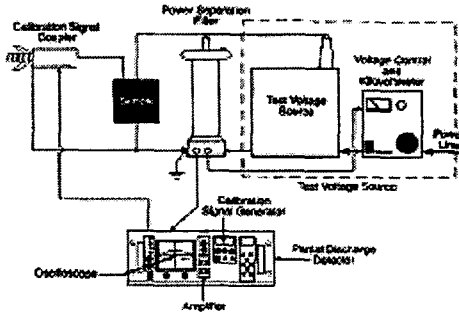 Power Separation
Filter
Calibration Signal
Coupler
Sample
Test Voltage
Source
Voltage Control
and
Kilovoltmeter
Power
Line
Test Voltage Source
Calibration
Signal Generator
Partial Discharge
Detector
Oscilloscope
Amplifier